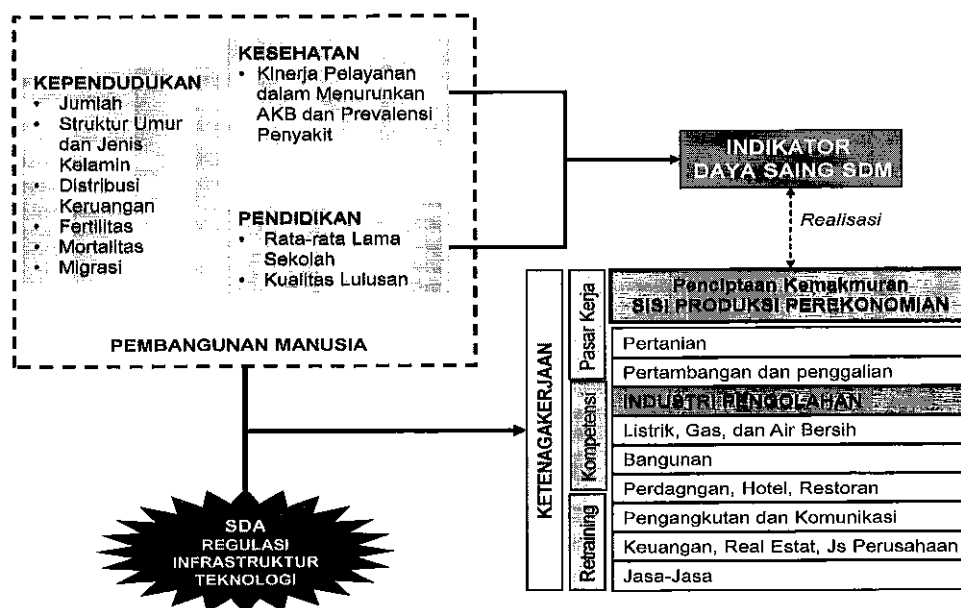 KEPENDUDUKAN
• Jumlah
• Struktur Umur
dan Jenis
Kelamin
• Distribusi
Keruangan
• Fertilitas
• Mortalitas
• Migrasi
KESEHATAN
• Kinerja Pelayanan
dalam Menurunkan
AKB dan Prevalensi
Penyakit
PENDIDIKAN
• Rata-rata Lama
Sekolah
• Kualitas Lulusan
PEMBANGUNAN MANUSIA
INDIKATOR
DAYA SAING SDM
Realisasi
SDA
REGULASI
INFRASTRUKTUR
TEKNOLOGI
KETENAGAKERJAAN
Pasar Kerja
Kompetensi
Retraining
Penciptaan Kemakmuran
SISI PRODUKSI PEREKONOMIAN
Pertanian
Pertambangan dan penggalian
INDUSTRI PENGOLAHAN
Listrik, Gas, dan Air Bersih
Bangunan
Perdagngan, Hotel, Restoran
Pengangkutan dan Komunikasi
Keuangan, Real Estat, Js Perusahaan
Jasa-Jasa